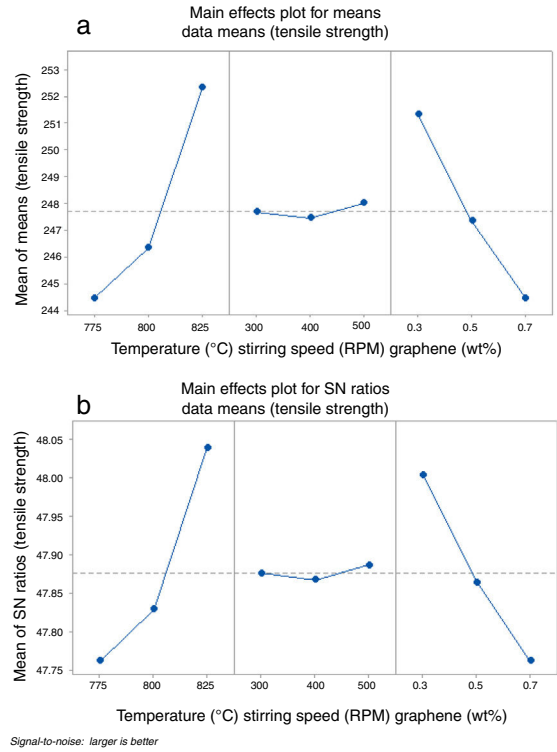 a
Main effects plot for means
data means (tensile strength)
Mean of means (tensile strength)
253
252
251
250
249
248
247
246
245
244
775 800 825 300 400 500 0.3 0.5 0.7
Temperature (°C) stirring speed (RPM) graphene (wt%)
b
Main effects plot for SN ratios
data means (tensile strength)
Mean of SN ratios (tensile strength)
48.05
48.00
47.95
47.90
47.85
47.80
47.75
775 800 825 300 400 500 0.3 0.5 0.7
Temperature (°C) stirring speed (RPM) graphene (wt%)
Signal-to-noise: larger is better